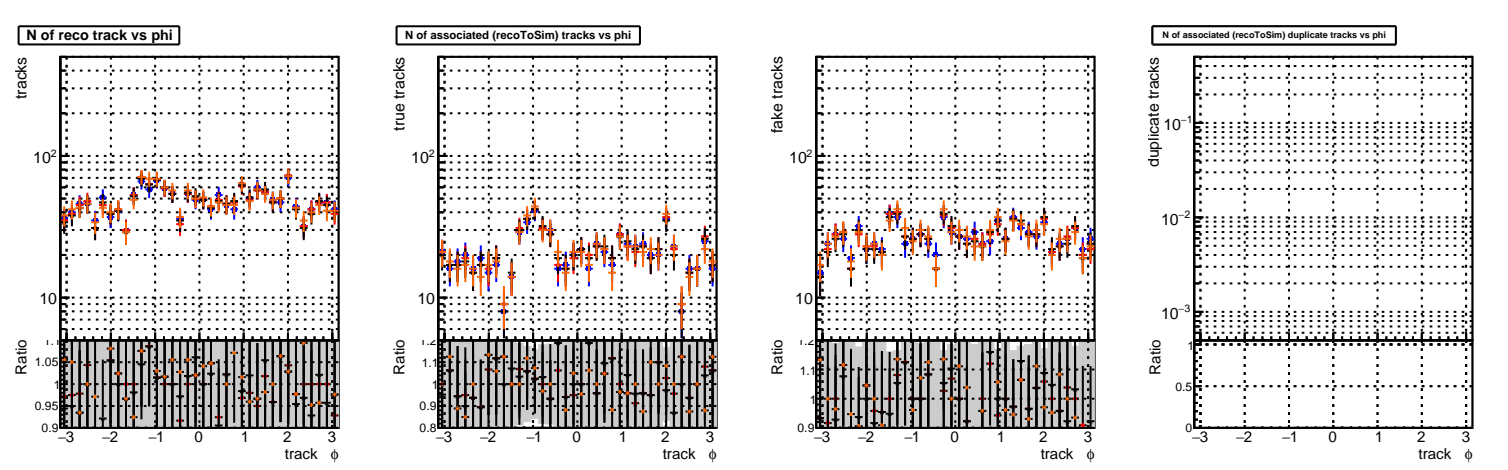 N of reco track vs phi
tracks
10²
10
Ratio
1.05
1
0.95
0.9
−3 −2 −1 0 1 2 3
track ϕ
N of associated (recoToSim) tracks vs phi
true tracks
10²
10
Ratio
1.2
1.1
1
0.9
0.8
−3 −2 −1 0 1 2 3
track ϕ
fake tracks
10²
10
Ratio
1.2
1.1
1
0.9
−3 −2 −1 0 1 2 3
track ϕ
N of associated (recoToSim) duplicate tracks vs phi
duplicate tracks
10⁻¹
10⁻²
10⁻³
Ratio
1
0.5
0
−3 −2 −1 0 1 2 3
track ϕ